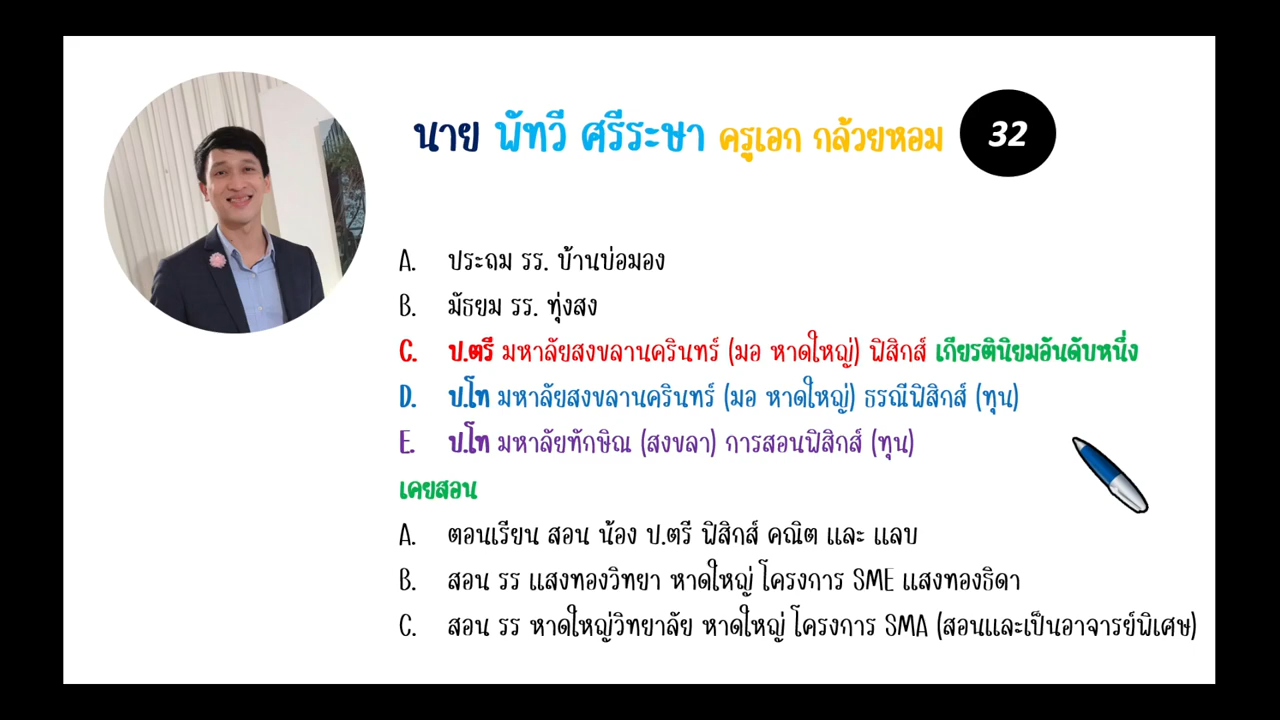 นาย พัทวี ศรีระษา ครูเอก กล้วยหอม 32
A. ประถม รร. บ้านบ่อมอง
B. มัธยม รร. ทุ่งสง
C. ป.ตรี มหาลัยสงขลานครินทร์ (มอ หาดใหญ่) ฟิสิกส์ เกียรตินิยมอันดับหนึ่ง
D. ป.โท มหาลัยสงขลานครินทร์ (มอ หาดใหญ่) ธรณีฟิสิกส์ (ทุน)
E. ป.โท มหาลัยทักษิณ (สงขลา) การสอนฟิสิกส์ (ทุน)
เคยสอน
A. ตอนเรียน สอน น้อง ป.ตรี ฟิสิกส์ คณิต และ แลบ
B. สอน รร แสงทองวิทยา หาดใหญ่ โครงการ SME แสงทองธิดา
C. สอน รร หาดใหญ่วิทยาลัย หาดใหญ่ โครงการ SMA (สอนและเป็นอาจารย์พิเศษ)